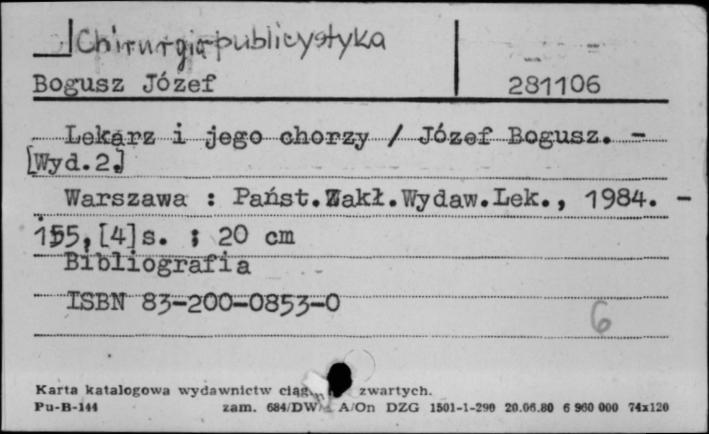 Chirurgia-publicystyka
Bogusz Józef 281106
Lekarz i jego chorzy / Józef Bogusz. -
[Wyd.2.]
Warszawa : Państ.Zakł.Wydaw.Lek., 1984. -
155,[4]s. ; 20 cm
Bibliografia
ISBN 83-200-0853-0
6
Karta katalogowa wydawnictw zwartych.
Pu-B-144 zam. 684/DW A/On DZG 1501-1-290 20.06.80 6 960 000 74x120